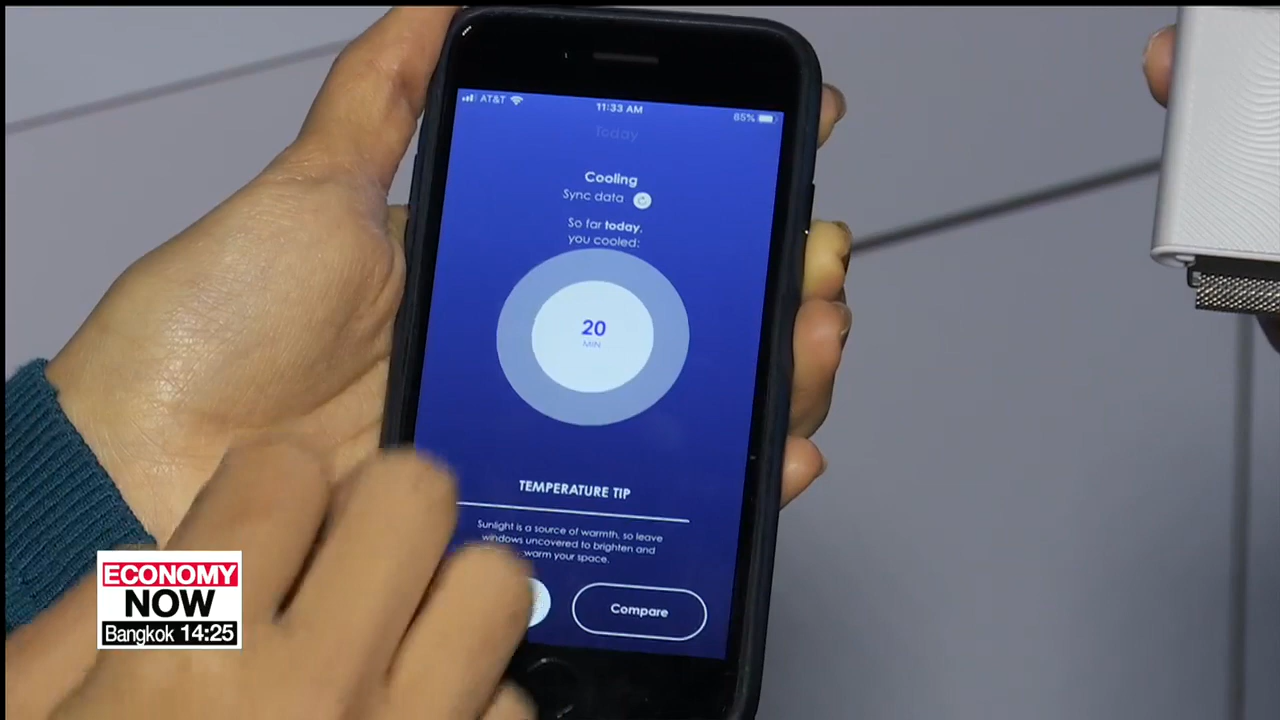 AT&T
11:33 AM
65%
Today
Cooling
Sync data
So far today,
you cooled:
20
MIN
TEMPERATURE TIP
Sunlight is a source of warmth, so leave
windows uncovered to brighten and
warm your space.
Compare
ECONOMY
NOW
Bangkok 14:25